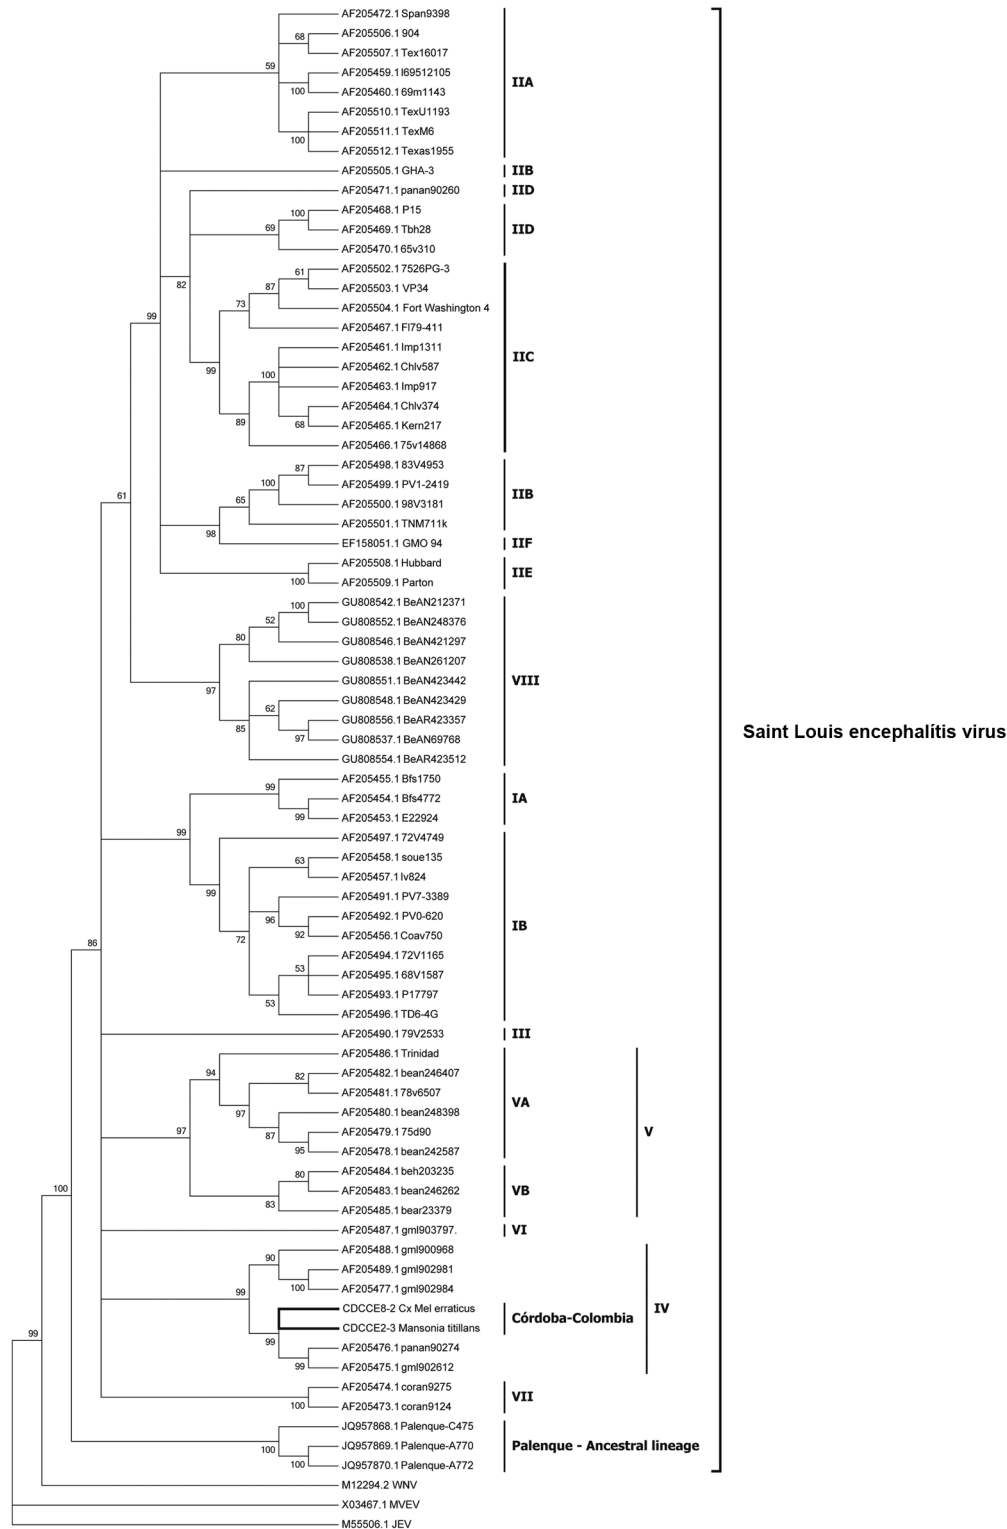 AF205472.1 Span9398
68
AF205506.1 904
AF205507.1 Tex16017
59
AF205459.1 I69512105
IIA
100
AF205460.1 69m1143
AF205510.1 TexU1193
AF205511.1 TexM6
100
AF205512.1 Texas1955
AF205505.1 GHA-3
IIB
AF205471.1 panan90260
IID
100
AF205468.1 P15
69
AF205469.1 Tbh28
IID
AF205470.1 65v310
61
AF205502.1 7526PG-3
82
87
AF205503.1 VP34
73
AF205504.1 Fort Washington 4
99
AF205467.1 Fl79-411
AF205461.1 Imp1311
IIC
99
100
AF205462.1 Chlv587
AF205463.1 Imp917
AF205464.1 Chlv374
89
68
AF205465.1 Kern217
AF205466.1 75v14868
87
AF205498.1 83V4953
100
AF205499.1 PV1-2419
61
65
AF205500.1 98V3181
IIB
AF205501.1 TNM711k
98
EF158051.1 GMO 94
IIF
AF205508.1 Hubbard
IIE
100
AF205509.1 Parton
100
GU808542.1 BeAN212371
52
GU808552.1 BeAN248376
80
GU808546.1 BeAN421297
GU808538.1 BeAN261207
97
GU808551.1 BeAN423442
VIII
62
GU808548.1 BeAN423429
85
GU808556.1 BeAR423357
97
GU808537.1 BeAN69768
Saint Louis encephalítis virus
GU808554.1 BeAR423512
99
AF205455.1 Bfs1750
AF205454.1 Bfs4772
IA
99
99
AF205453.1 E22924
AF205497.1 72V4749
63
AF205458.1 soue135
99
AF205457.1 lv824
AF205491.1 PV7-3389
96
AF205492.1 PV0-620
IB
86
72
92
AF205456.1 Coav750
AF205494.1 72V1165
53
AF205495.1 68V1587
53
AF205493.1 P17797
AF205496.1 TD6-4G
AF205490.1 79V2533
III
AF205486.1 Trinidad
94
82
AF205482.1 bean246407
AF205481.1 78v6507
97
AF205480.1 bean248398
VA
97
87
AF205479.1 75d90
V
95
AF205478.1 bean242587
80
AF205484.1 beh203235
100
83
AF205483.1 bean246262
VB
AF205485.1 bear23379
AF205487.1 gml903797.
VI
90
AF205488.1 gml900968
AF205489.1 gml902981
99
100
AF205477.1 gml902984
CDCCE8-2 Cx Mel erraticus
IV
Córdoba-Colombia
CDCCE2-3 Mansonia titillans
99
99
AF205476.1 panan90274
99
AF205475.1 gml902612
AF205474.1 coran9275
VII
100
AF205473.1 coran9124
JQ957868.1 Palenque-C475
100
JQ957869.1 Palenque-A770
Palenque - Ancestral lineage
100
JQ957870.1 Palenque-A772
M12294.2 WNV
X03467.1 MVEV
M55506.1 JEV